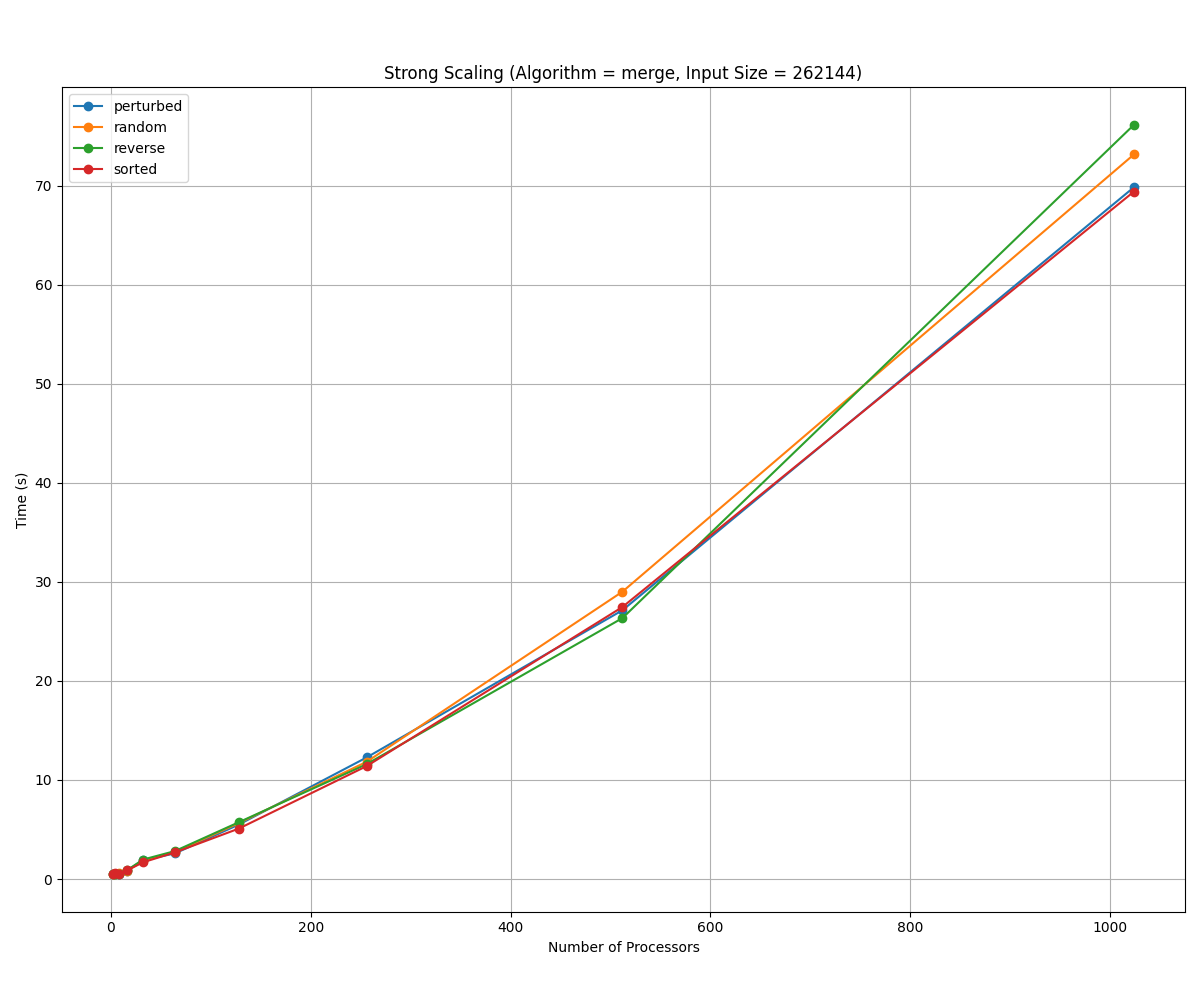 Strong Scaling (Algorithm = merge, Input Size = 262144)
perturbed
random
reverse
sorted
70
60
50
40
30
20
10
0
Time (s)
0 200 400 600 800 1000
Number of Processors